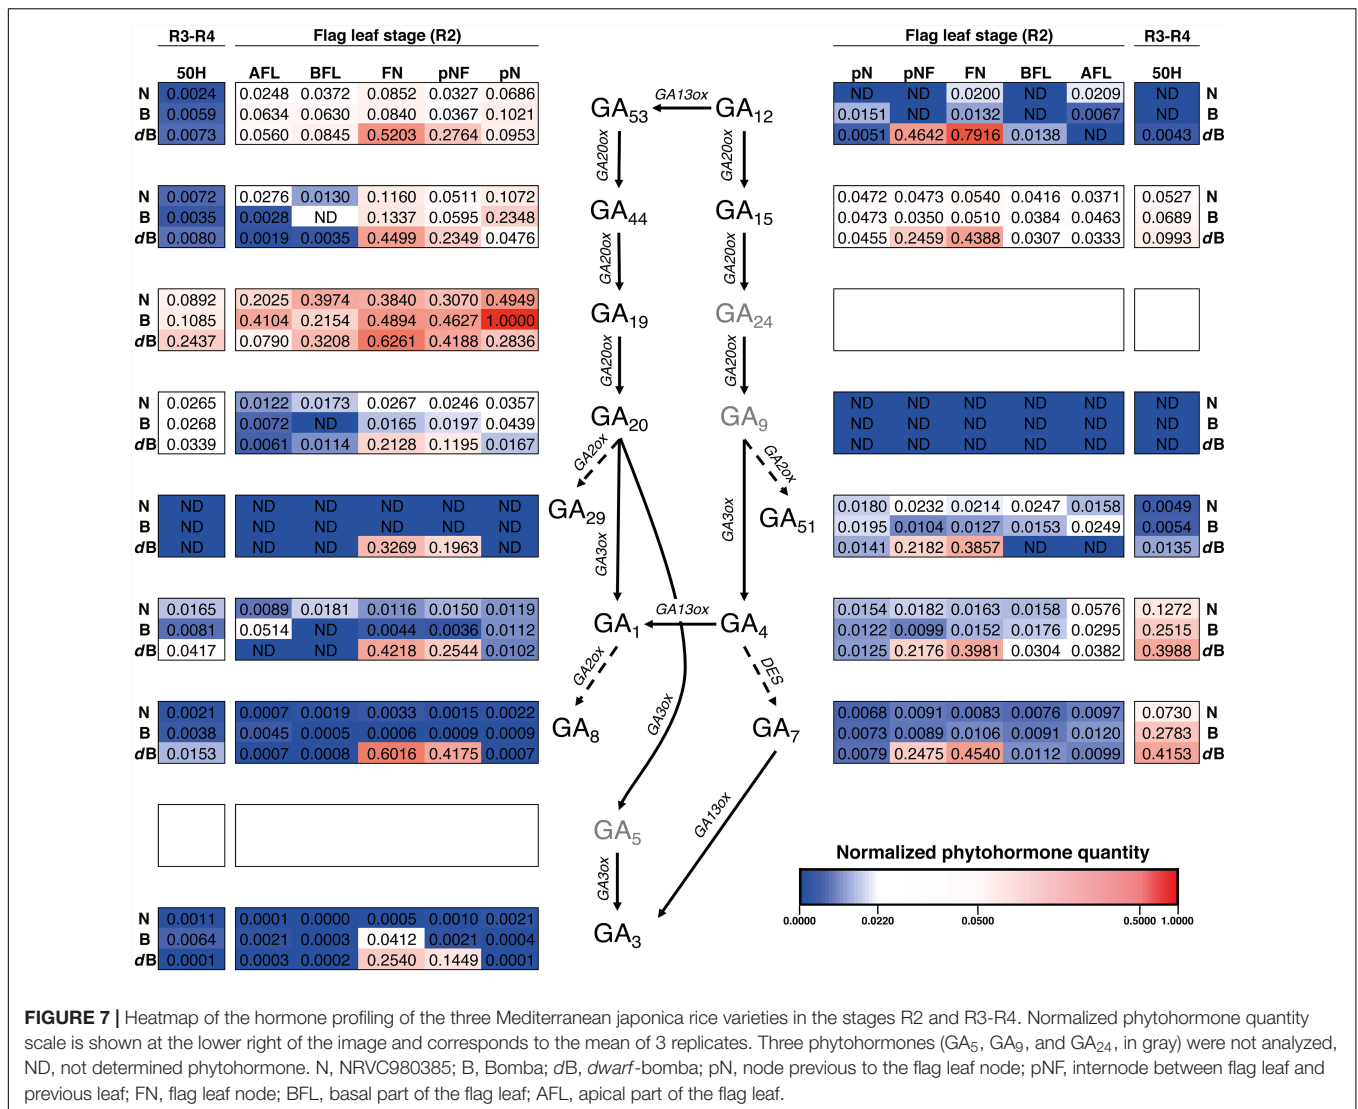 R3-R4 Flag leaf stage (R2) Flag leaf stage (R2) R3-R4
50H AFL BFL FN pNF pN pN pNF FN BFL AFL 50H
N 0.0024 0.0248 0.0372 0.0852 0.0327 0.0686 GA53 GA13ox GA12 ND ND 0.0200 ND 0.0209 ND N
B 0.0059 0.0634 0.0630 0.0840 0.0367 0.1021 0.0151 ND 0.0132 ND 0.0067 ND B
dB 0.0073 0.0560 0.0845 0.5203 0.2764 0.0953 0.0051 0.4642 0.7916 0.0138 ND 0.0043 dB
GA20ox GA20ox
N 0.0072 0.0276 0.0130 0.1160 0.0511 0.1072 0.0472 0.0473 0.0540 0.0416 0.0371 0.0527 N
B 0.0035 0.0028 ND 0.1337 0.0595 0.2348 GA44 GA15 0.0473 0.0350 0.0510 0.0384 0.0463 0.0689 B
dB 0.0080 0.0019 0.0035 0.4499 0.2349 0.0476 0.0455 0.2459 0.4388 0.0307 0.0333 0.0993 dB
GA20ox GA20ox
N 0.0892 0.2025 0.3974 0.3840 0.3070 0.4949
B 0.1085 0.4104 0.2154 0.4894 0.4627 1.0000 GA19 GA24
dB 0.2437 0.0790 0.3208 0.6261 0.4188 0.2836
GA20ox GA20ox
N 0.0265 0.0122 0.0173 0.0267 0.0246 0.0357 ND ND ND ND ND ND N
B 0.0268 0.0072 ND 0.0165 0.0197 0.0439 GA20 GA9 ND ND ND ND ND ND B
dB 0.0339 0.0061 0.0114 0.2128 0.1195 0.0167 ND ND ND ND ND ND dB
GA2ox GA2ox
N ND ND ND ND ND ND GA29 GA51 0.0180 0.0232 0.0214 0.0247 0.0158 0.0049 N
B ND ND ND ND ND ND 0.0195 0.0104 0.0127 0.0153 0.0249 0.0054 B
dB ND ND ND 0.3269 0.1963 ND GA3ox GA3ox 0.0141 0.2182 0.3857 ND ND 0.0135 dB
N 0.0165 0.0089 0.0181 0.0116 0.0150 0.0119 GA13ox 0.0154 0.0182 0.0163 0.0158 0.0576 0.1272 N
B 0.0081 0.0514 ND 0.0044 0.0036 0.0112 GA1 GA4 0.0122 0.0099 0.0152 0.0176 0.0295 0.2515 B
dB 0.0417 ND ND 0.4218 0.2544 0.0102 0.0125 0.2176 0.3981 0.0304 0.0382 0.3988 dB
GA2ox DES
N 0.0021 0.0007 0.0019 0.0033 0.0015 0.0022 GA3ox 0.0068 0.0091 0.0083 0.0076 0.0097 0.0730 N
B 0.0038 0.0045 0.0005 0.0006 0.0009 0.0009 GA8 GA7 0.0073 0.0089 0.0106 0.0091 0.0120 0.2783 B
dB 0.0153 0.0007 0.0008 0.6016 0.4175 0.0007 0.0079 0.2475 0.4540 0.0112 0.0099 0.4153 dB
GA13ox
GA5
GA3ox
N 0.0011 0.0001 0.0000 0.0005 0.0010 0.0021
B 0.0064 0.0021 0.0003 0.0412 0.0021 0.0004 GA3
dB 0.0001 0.0003 0.0002 0.2540 0.1449 0.0001
Normalized phytohormone quantity
0.0000 0.0220 0.0500 0.5000 1.0000
FIGURE 7 | Heatmap of the hormone profiling of the three Mediterranean japonica rice varieties in the stages R2 and R3-R4. Normalized phytohormone quantity
scale is shown at the lower right of the image and corresponds to the mean of 3 replicates. Three phytohormones (GA5, GA9, and GA24, in gray) were not analyzed,
ND, not determined phytohormone. N, NRVC980385; B, Bomba; dB, dwarf-bomba; pN, node previous to the flag leaf node; pNF, internode between flag leaf and
previous leaf; FN, flag leaf node; BFL, basal part of the flag leaf; AFL, apical part of the flag leaf.